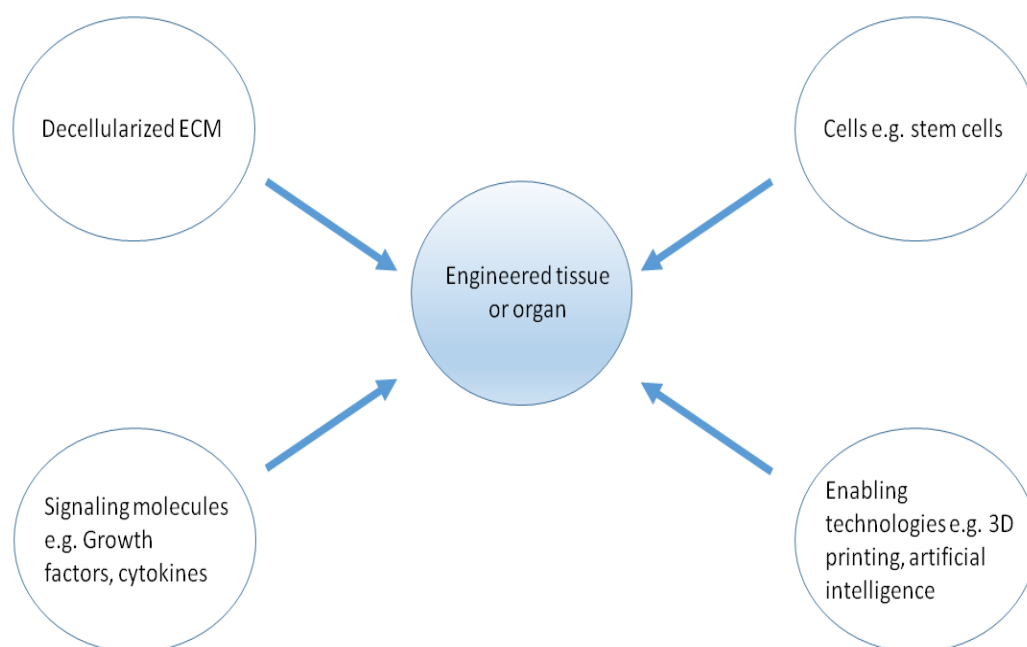 Decellularized ECM
Cells e.g. stem cells
Engineered tissue
or organ
Signaling molecules
e.g. Growth
factors, cytokines
Enabling
technologies e.g. 3D
printing, artificial
intelligence